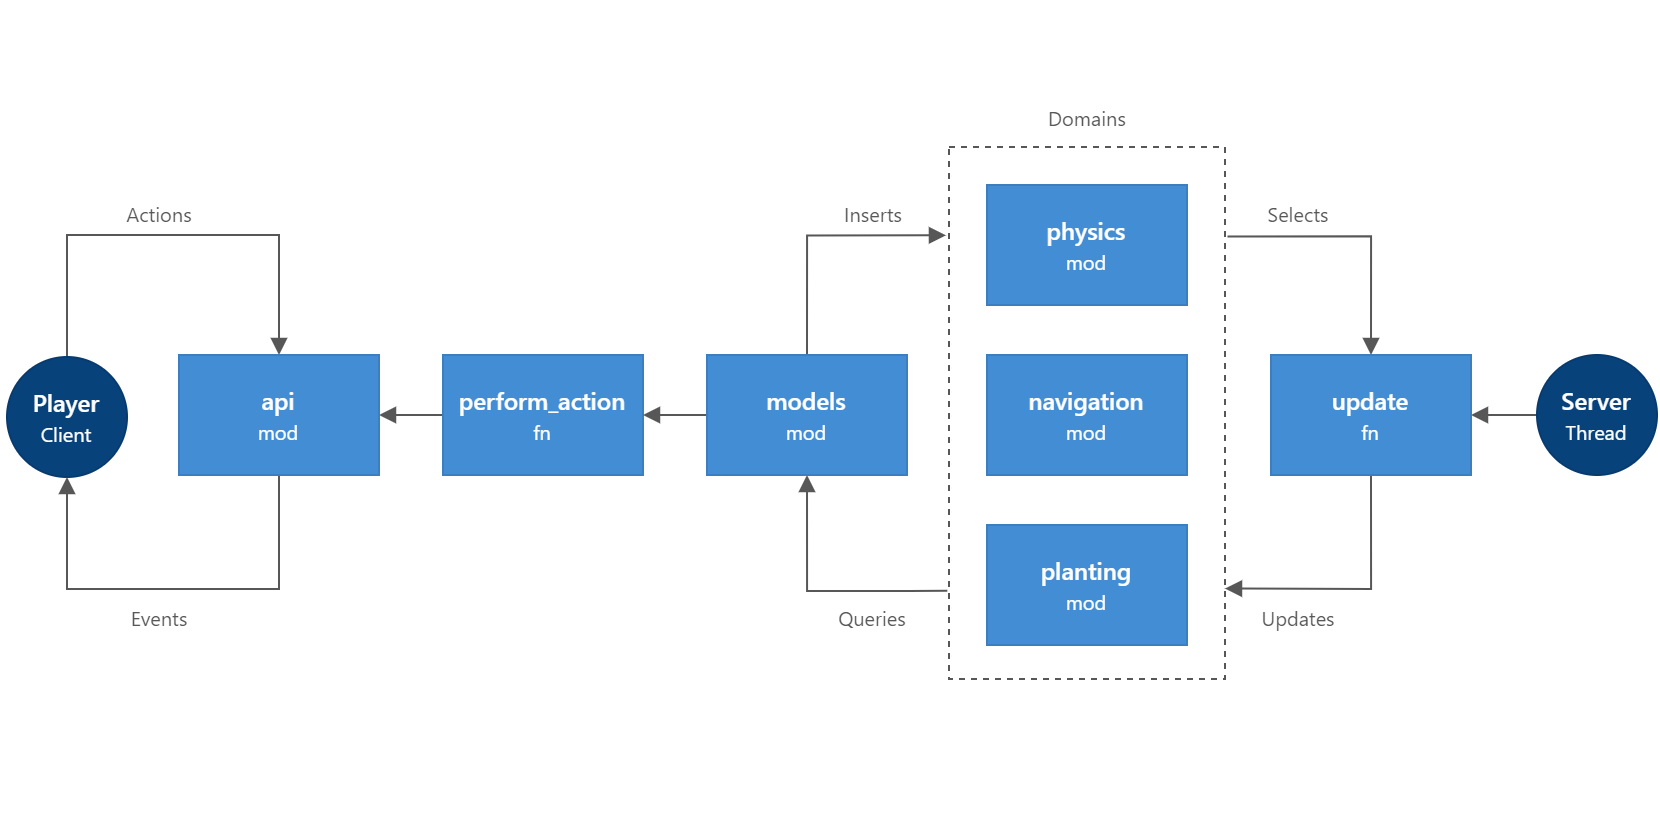 Domains
Actions
Inserts
Selects
physics
mod
Player
Client
api
mod
perform_action
fn
models
mod
navigation
mod
update
fn
Server
Thread
planting
mod
Events
Queries
Updates